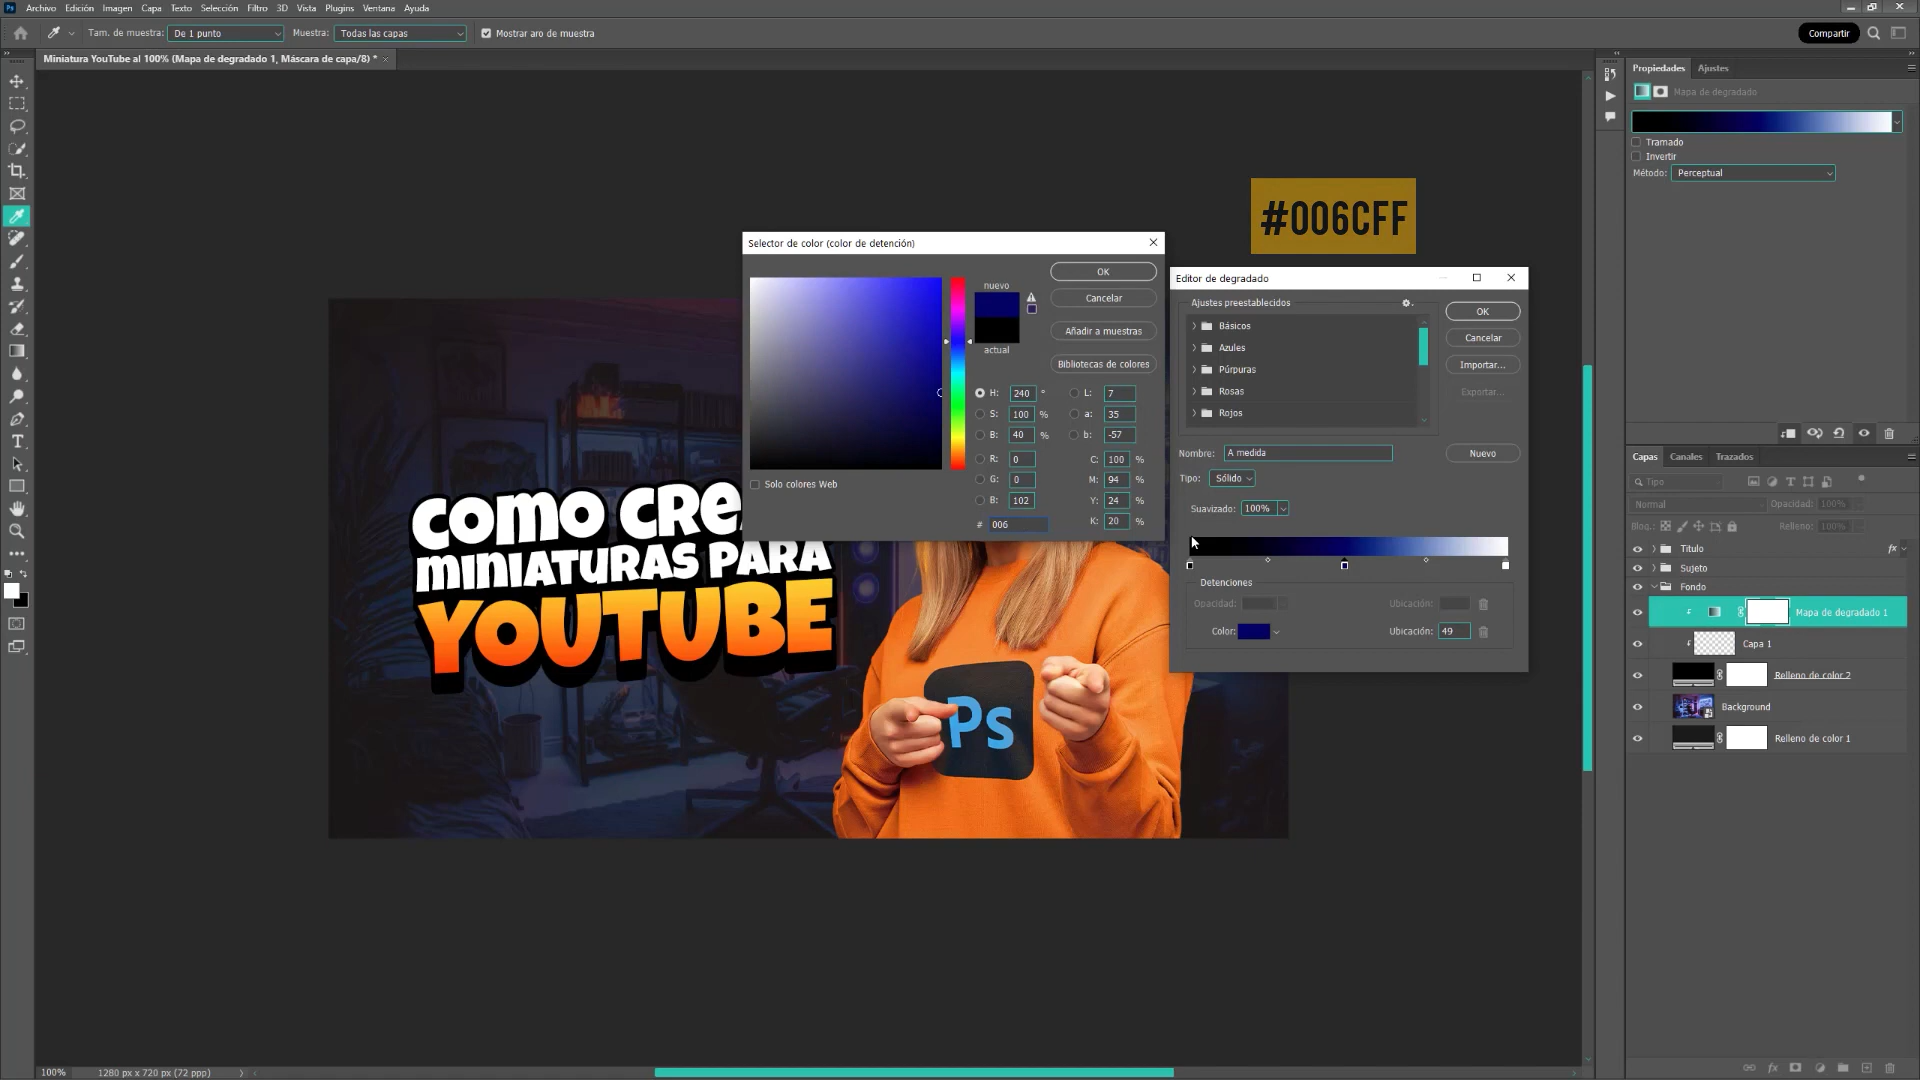 Ps
Archivo Edición Imagen Capa Texto Selección Filtro 3D Vista Plugins Ventana Ayuda
Tam. de muestra: De 1 punto Muestra: Todas las capas Mostrar aro de muestra Compartir
Miniatura YouTube al 100% (Mapa de degradado 1, Máscara de capa/8) *
Propiedades Ajustes
Mapa de degradado
Tramado
Invertir
Método: Perceptual
#006CFF
Selector de color (color de detención)
OK
nuevo
Cancelar
Añadir a muestras
actual
Bibliotecas de colores
H: 240 ° L: 7
S: 100 % a: 35
B: 40 % b: -57
R: 0 C: 100 %
G: 0 M: 94 %
B: 102 Y: 24 %
K: 20 %
# 006
Solo colores Web
Editor de degradado
Ajustes preestablecidos
Básicos
Azules
Púrpuras
Rosas
Rojos
OK
Cancelar
Importar...
Exportar...
Nombre: A medida Nuevo
Tipo: Sólido
Suavizado: 100%
Detenciones
Opacidad: Ubicación:
Color: Ubicación: 49
COMO CREA
MINIATURAS PARA
YOUTUBE
Ps
Capas Canales Trazados
Tipo
Normal Opacidad: 100%
Bloq.: Relleno: 100%
Titulo fx
Sujeto
Fondo
Mapa de degradado 1
Capa 1
Relleno de color 2
Background
Relleno de color 1
100% 1280 px x 720 px (72 ppp)
fx